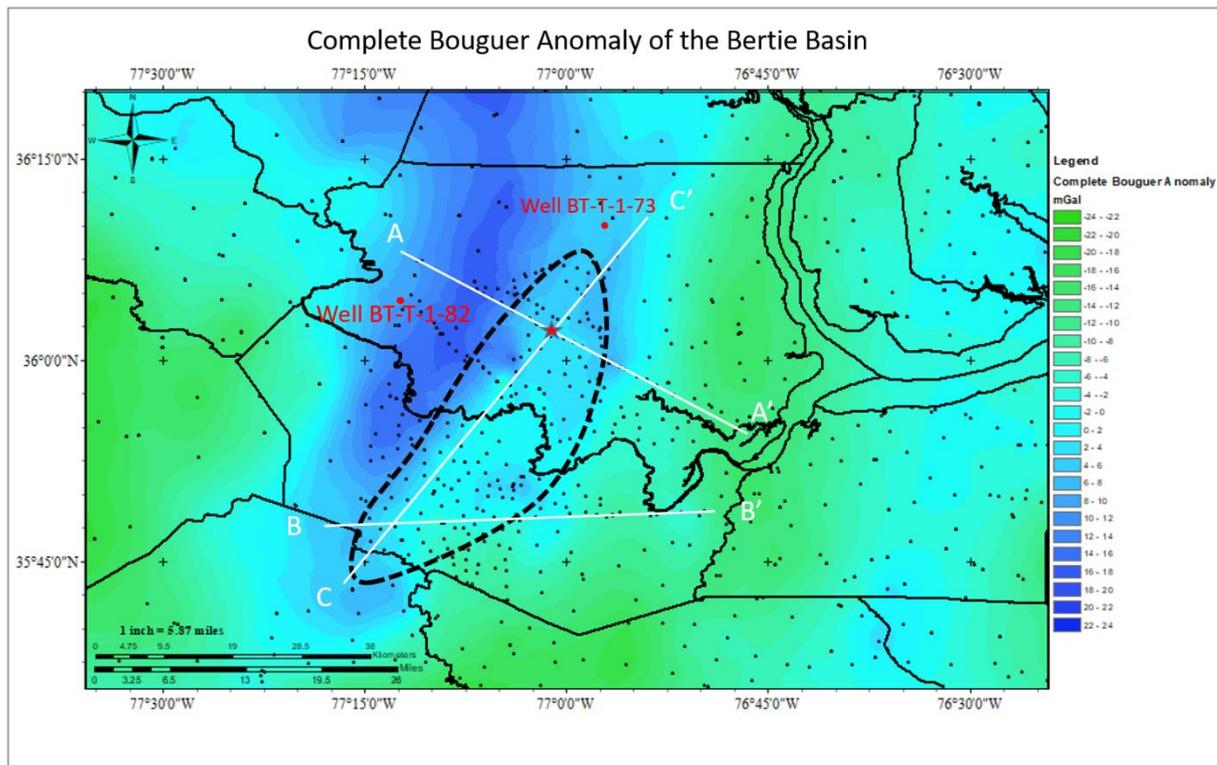 Complete Bouguer Anomaly of the Bertie Basin
77°30'0"W 77°15'0"W 77°0'0"W 76°45'0"W 76°30'0"W
N
W E
S
36°15'0"N
36°0'0"N
35°45'0"N
Well BT-T-1-73
C'
A
Well BT-T-1-82
A'
B
B'
C
1 inch = 5.87 miles
0 4.75 9.5 19 28.5 38
Kilometers
Miles
0 3.25 6.5 13 19.5 26
77°30'0"W 77°15'0"W 77°0'0"W 76°45'0"W 76°30'0"W
Legend
Complete Bouguer Anomaly
mGal
-24 - -22
-22 - -20
-20 - -18
-18 - -16
-16 - -14
-14 - -12
-12 - -10
-10 - -8
-8 - -6
-6 - -4
-4 - -2
-2 - 0
0 - 2
2 - 4
4 - 6
6 - 8
8 - 10
10 - 12
12 - 14
14 - 16
16 - 18
18 - 20
20 - 22
22 - 24